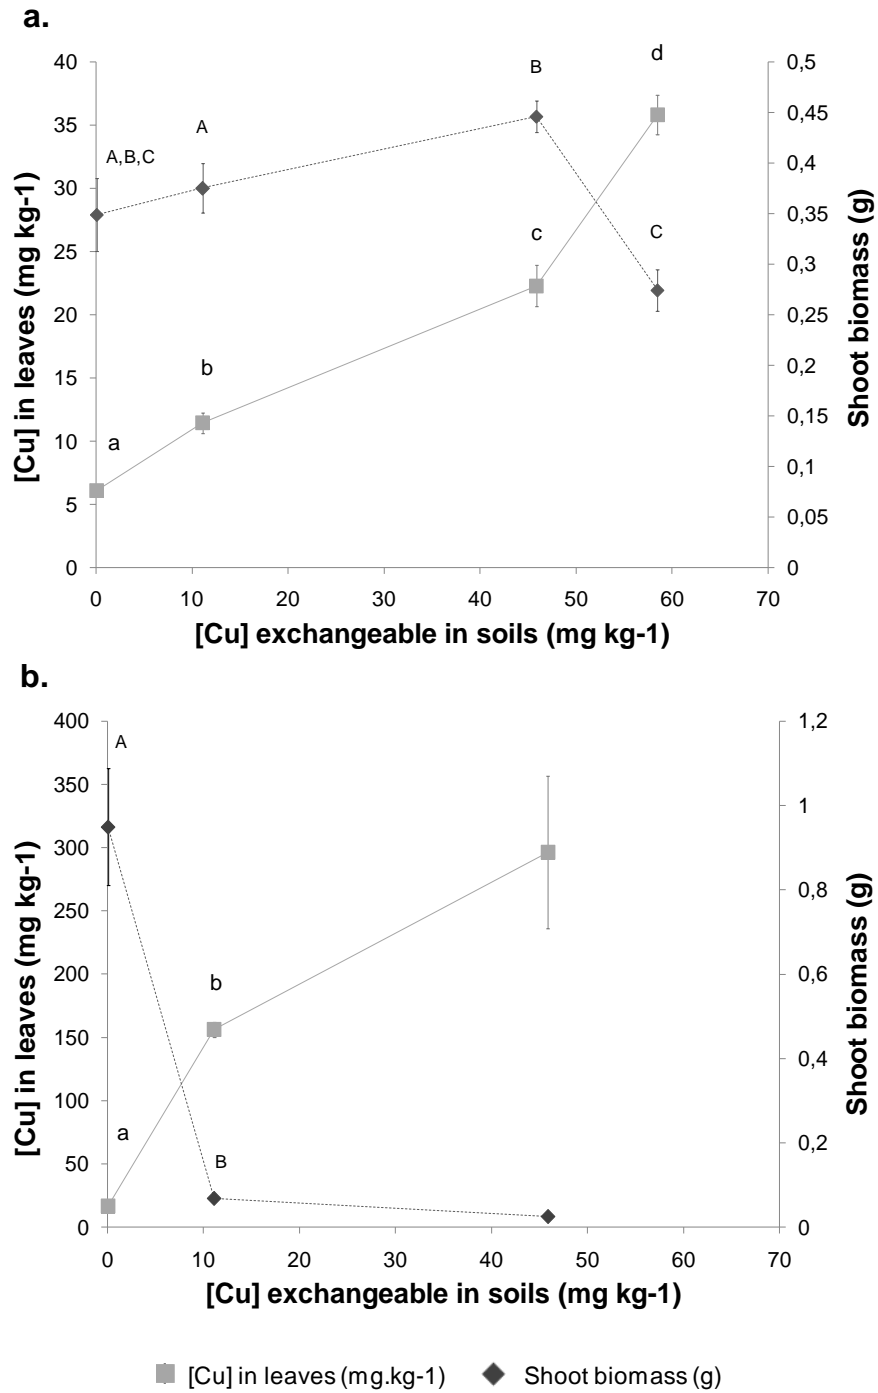 a.
40
35
30
25
20
15
10
5
0
[Cu] in leaves (mg kg-1)
A,B,C
A
B
d
c
C
b
a
0,5
0,45
0,4
0,35
0,3
0,25
0,2
0,15
0,1
0,05
0
Shoot biomass (g)
0 10 20 30 40 50 60 70
[Cu] exchangeable in soils (mg kg-1)
b.
400
350
300
250
200
150
100
50
0
[Cu] in leaves (mg kg-1)
A
b
a
B
1,2
1
0,8
0,6
0,4
0,2
0
Shoot biomass (g)
0 10 20 30 40 50 60 70
[Cu] exchangeable in soils (mg kg-1)
[Cu] in leaves (mg.kg-1) Shoot biomass (g)